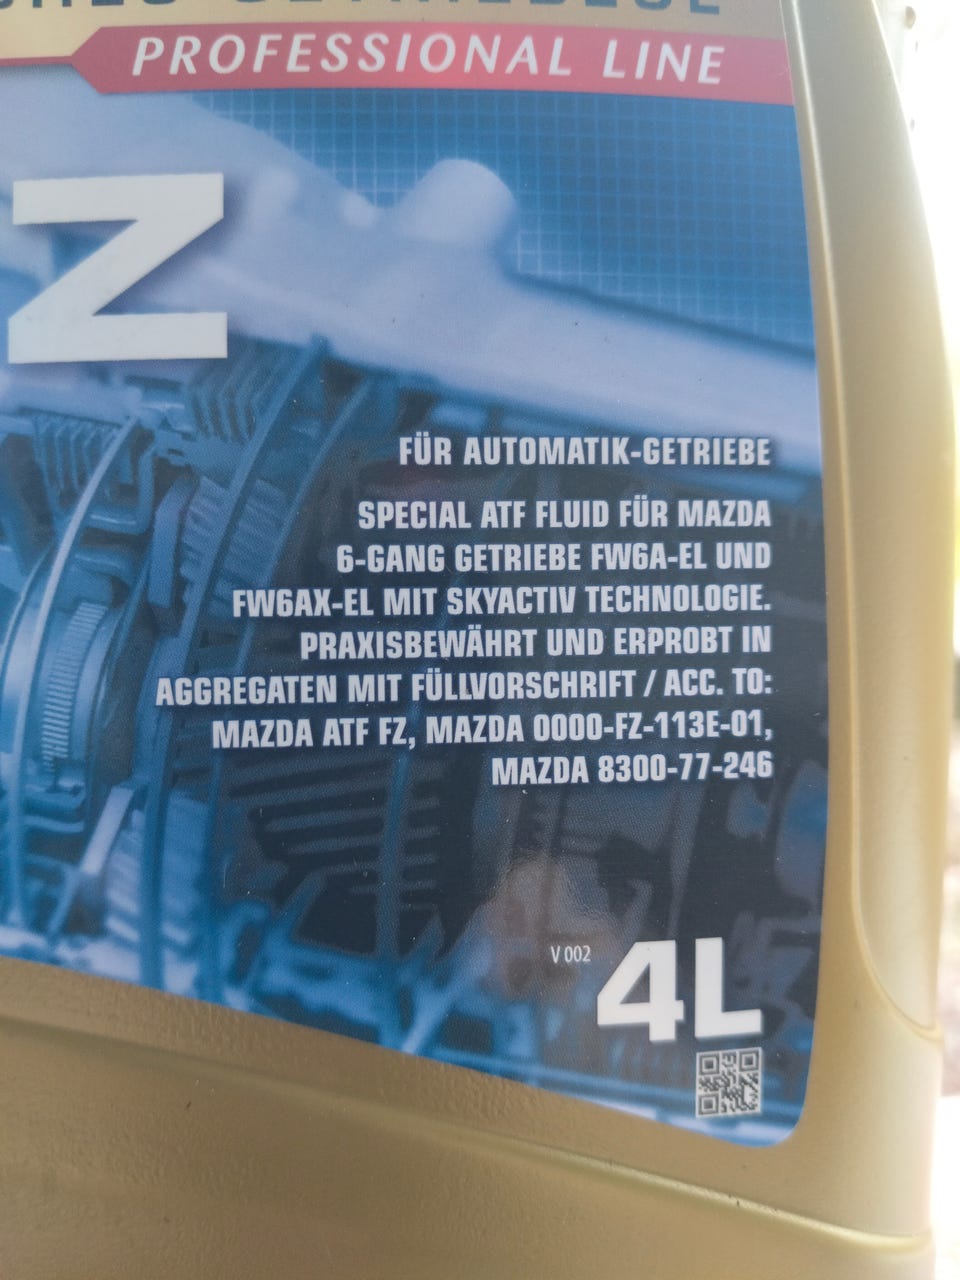 PROFESSIONAL LINE
Z
FÜR AUTOMATIK-GETRIEBE
SPECIAL ATF FLUID FÜR MAZDA
6-GANG GETRIEBE FW6A-EL UND
FW6AX-EL MIT SKYACTIV TECHNOLOGIE.
PRAXISBEWÄHRT UND ERPROBT IN
AGGREGATEN MIT FÜLLVORSCHRIFT / ACC. TO:
MAZDA ATF FZ, MAZDA 0000-FZ-113E-01,
MAZDA 8300-77-246
V 002
4L